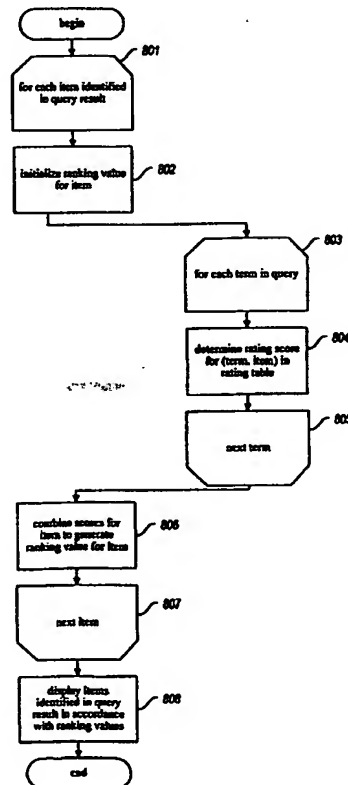 begin
801
for each item identified
in query result
802
initialize ranking value
for item
803
for each term in query
804
determine rating score
for (term, item) in
rating table
805
next term
806
combine scores for
item to generate
ranking value for item
807
next item
808
display items
identified in query
result in accordance
with ranking values
end